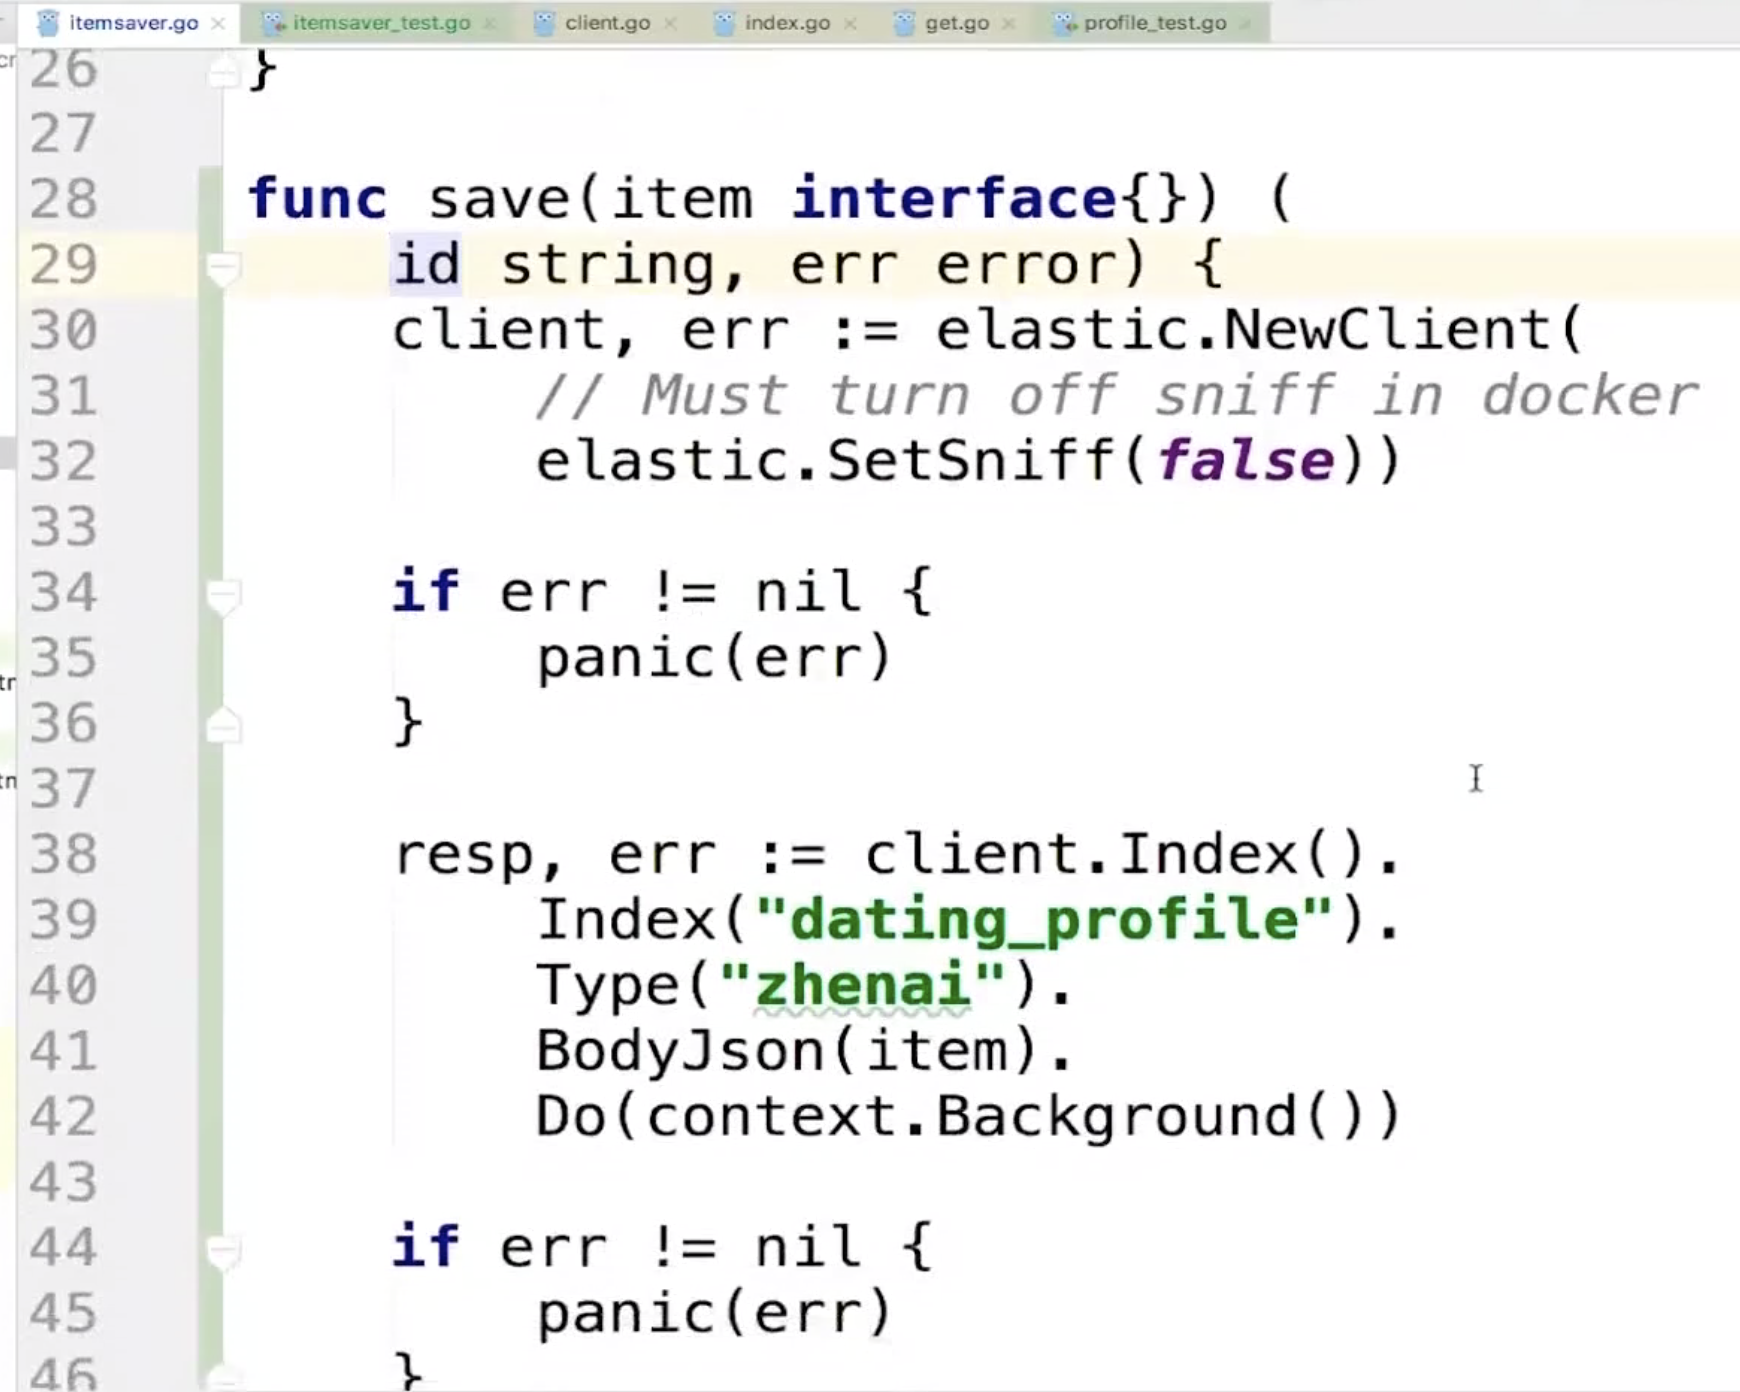 itemsaver.go itemsaver_test.go client.go index.go get.go profile_test.go
cr
26 }
27
28 func save(item interface{}) (
29 id string, err error) {
30 client, err := elastic.NewClient(
31 // Must turn off sniff in docker
32 elastic.SetSniff(false))
33
34 if err != nil {
35 panic(err)
tr
36 }
37
38 resp, err := client.Index().
39 Index("dating_profile").
40 Type("zhenai").
41 BodyJson(item).
42 Do(context.Background())
43
44 if err != nil {
45 panic(err)
46 }